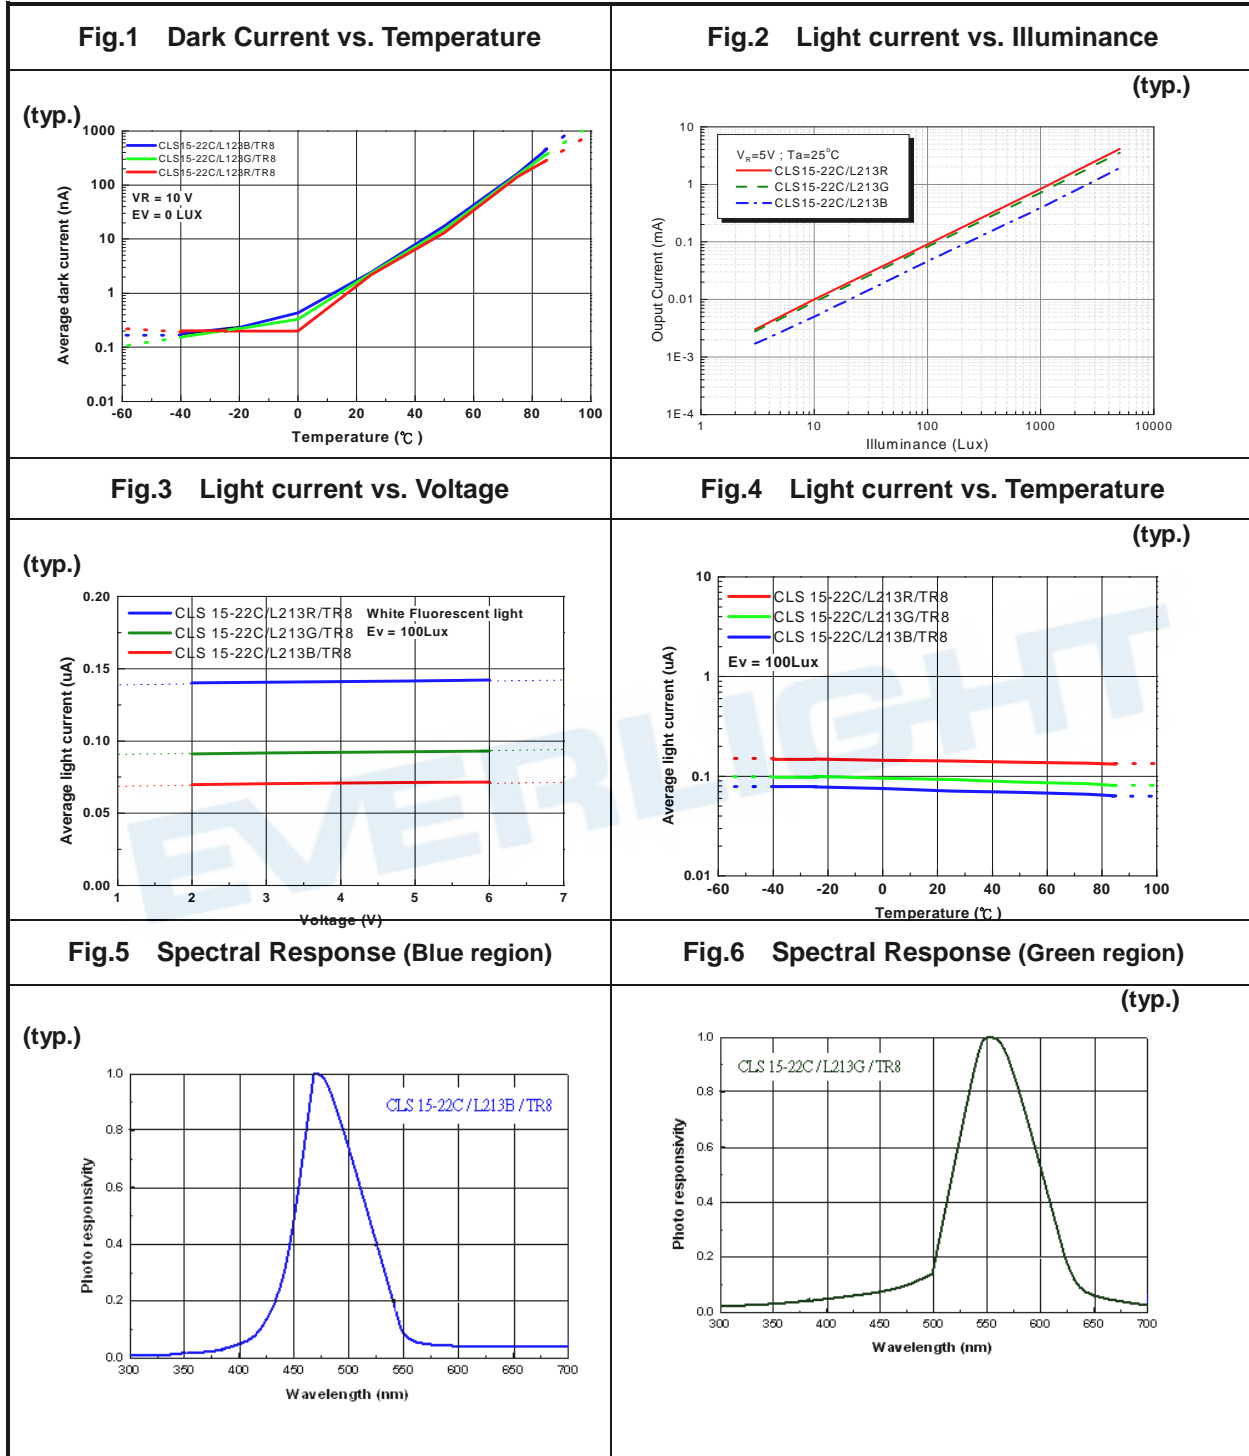 Fig.1 Dark Current vs. Temperature
Fig.2 Light current vs. Illuminance
(typ.)
1000
100
10
1
0.1
0.01
-60 -40 -20 0 20 40 60 80 100
Average dark current (nA)
Temperature (℃)
CLS15-22C/L123B/TR8
CLS15-22C/L123G/TR8
CLS15-22C/L123R/TR8
VR = 10 V
EV = 0 LUX
(typ.)
10
1
0.1
0.01
1E-3
1E-4
1 10 100 1000 10000
Ouput Current (mA)
Illuminance (Lux)
VR=5V ; Ta=25°C
CLS15-22C/L213R
CLS15-22C/L213G
CLS15-22C/L213B
Fig.3 Light current vs. Voltage
Fig.4 Light current vs. Temperature
(typ.)
0.20
0.15
0.10
0.05
0.00
1 2 3 4 5 6 7
Average light current (uA)
Voltage (V)
CLS 15-22C/L213R/TR8
CLS 15-22C/L213G/TR8
CLS 15-22C/L213B/TR8
White Fluorescent light
Ev = 100Lux
(typ.)
10
1
0.1
0.01
-60 -40 -20 0 20 40 60 80 100
Average light current (uA)
Temperature (℃)
CLS 15-22C/L213R/TR8
CLS 15-22C/L213G/TR8
CLS 15-22C/L213B/TR8
Ev = 100Lux
EVERLIGHT
Fig.5 Spectral Response (Blue region)
Fig.6 Spectral Response (Green region)
(typ.)
1.0
0.8
0.6
0.4
0.2
0.0
300 350 400 450 500 550 600 650 700
Photo responsivity
Wavelength (nm)
CLS 15-22C / L213B / TR8
(typ.)
1.0
0.8
0.6
0.4
0.2
0.0
300 350 400 450 500 550 600 650 700
Photo responsivity
Wavelength (nm)
CLS 15-22C / L213G / TR8